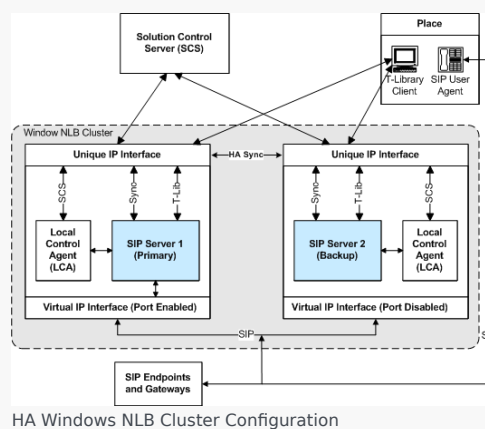 Solution Control
Server (SCS)
Place
T-Library
Client
SIP User
Agent
Window NLB Cluster
Unique IP Interface
HA Sync
Unique IP Interface
SCS
Sync
T-Lib
Sync
T-Lib
SCS
Local
Control
Agent
(LCA)
SIP Server 1
(Primary)
SIP Server 2
(Backup)
Local
Control
Agent
(LCA)
Virtual IP Interface (Port Enabled)
Virtual IP Interface (Port Disabled)
SIP
S
SIP Endpoints
and Gateways
HA Windows NLB Cluster Configuration